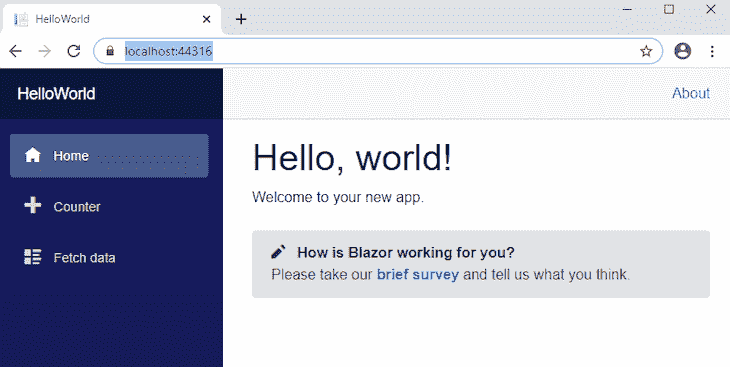 HelloWorld
localhost:44316
HelloWorld
About
Home
Hello, world!
Welcome to your new app.
Counter
How is Blazor working for you?
Fetch data
Please take our brief survey and tell us what you think.